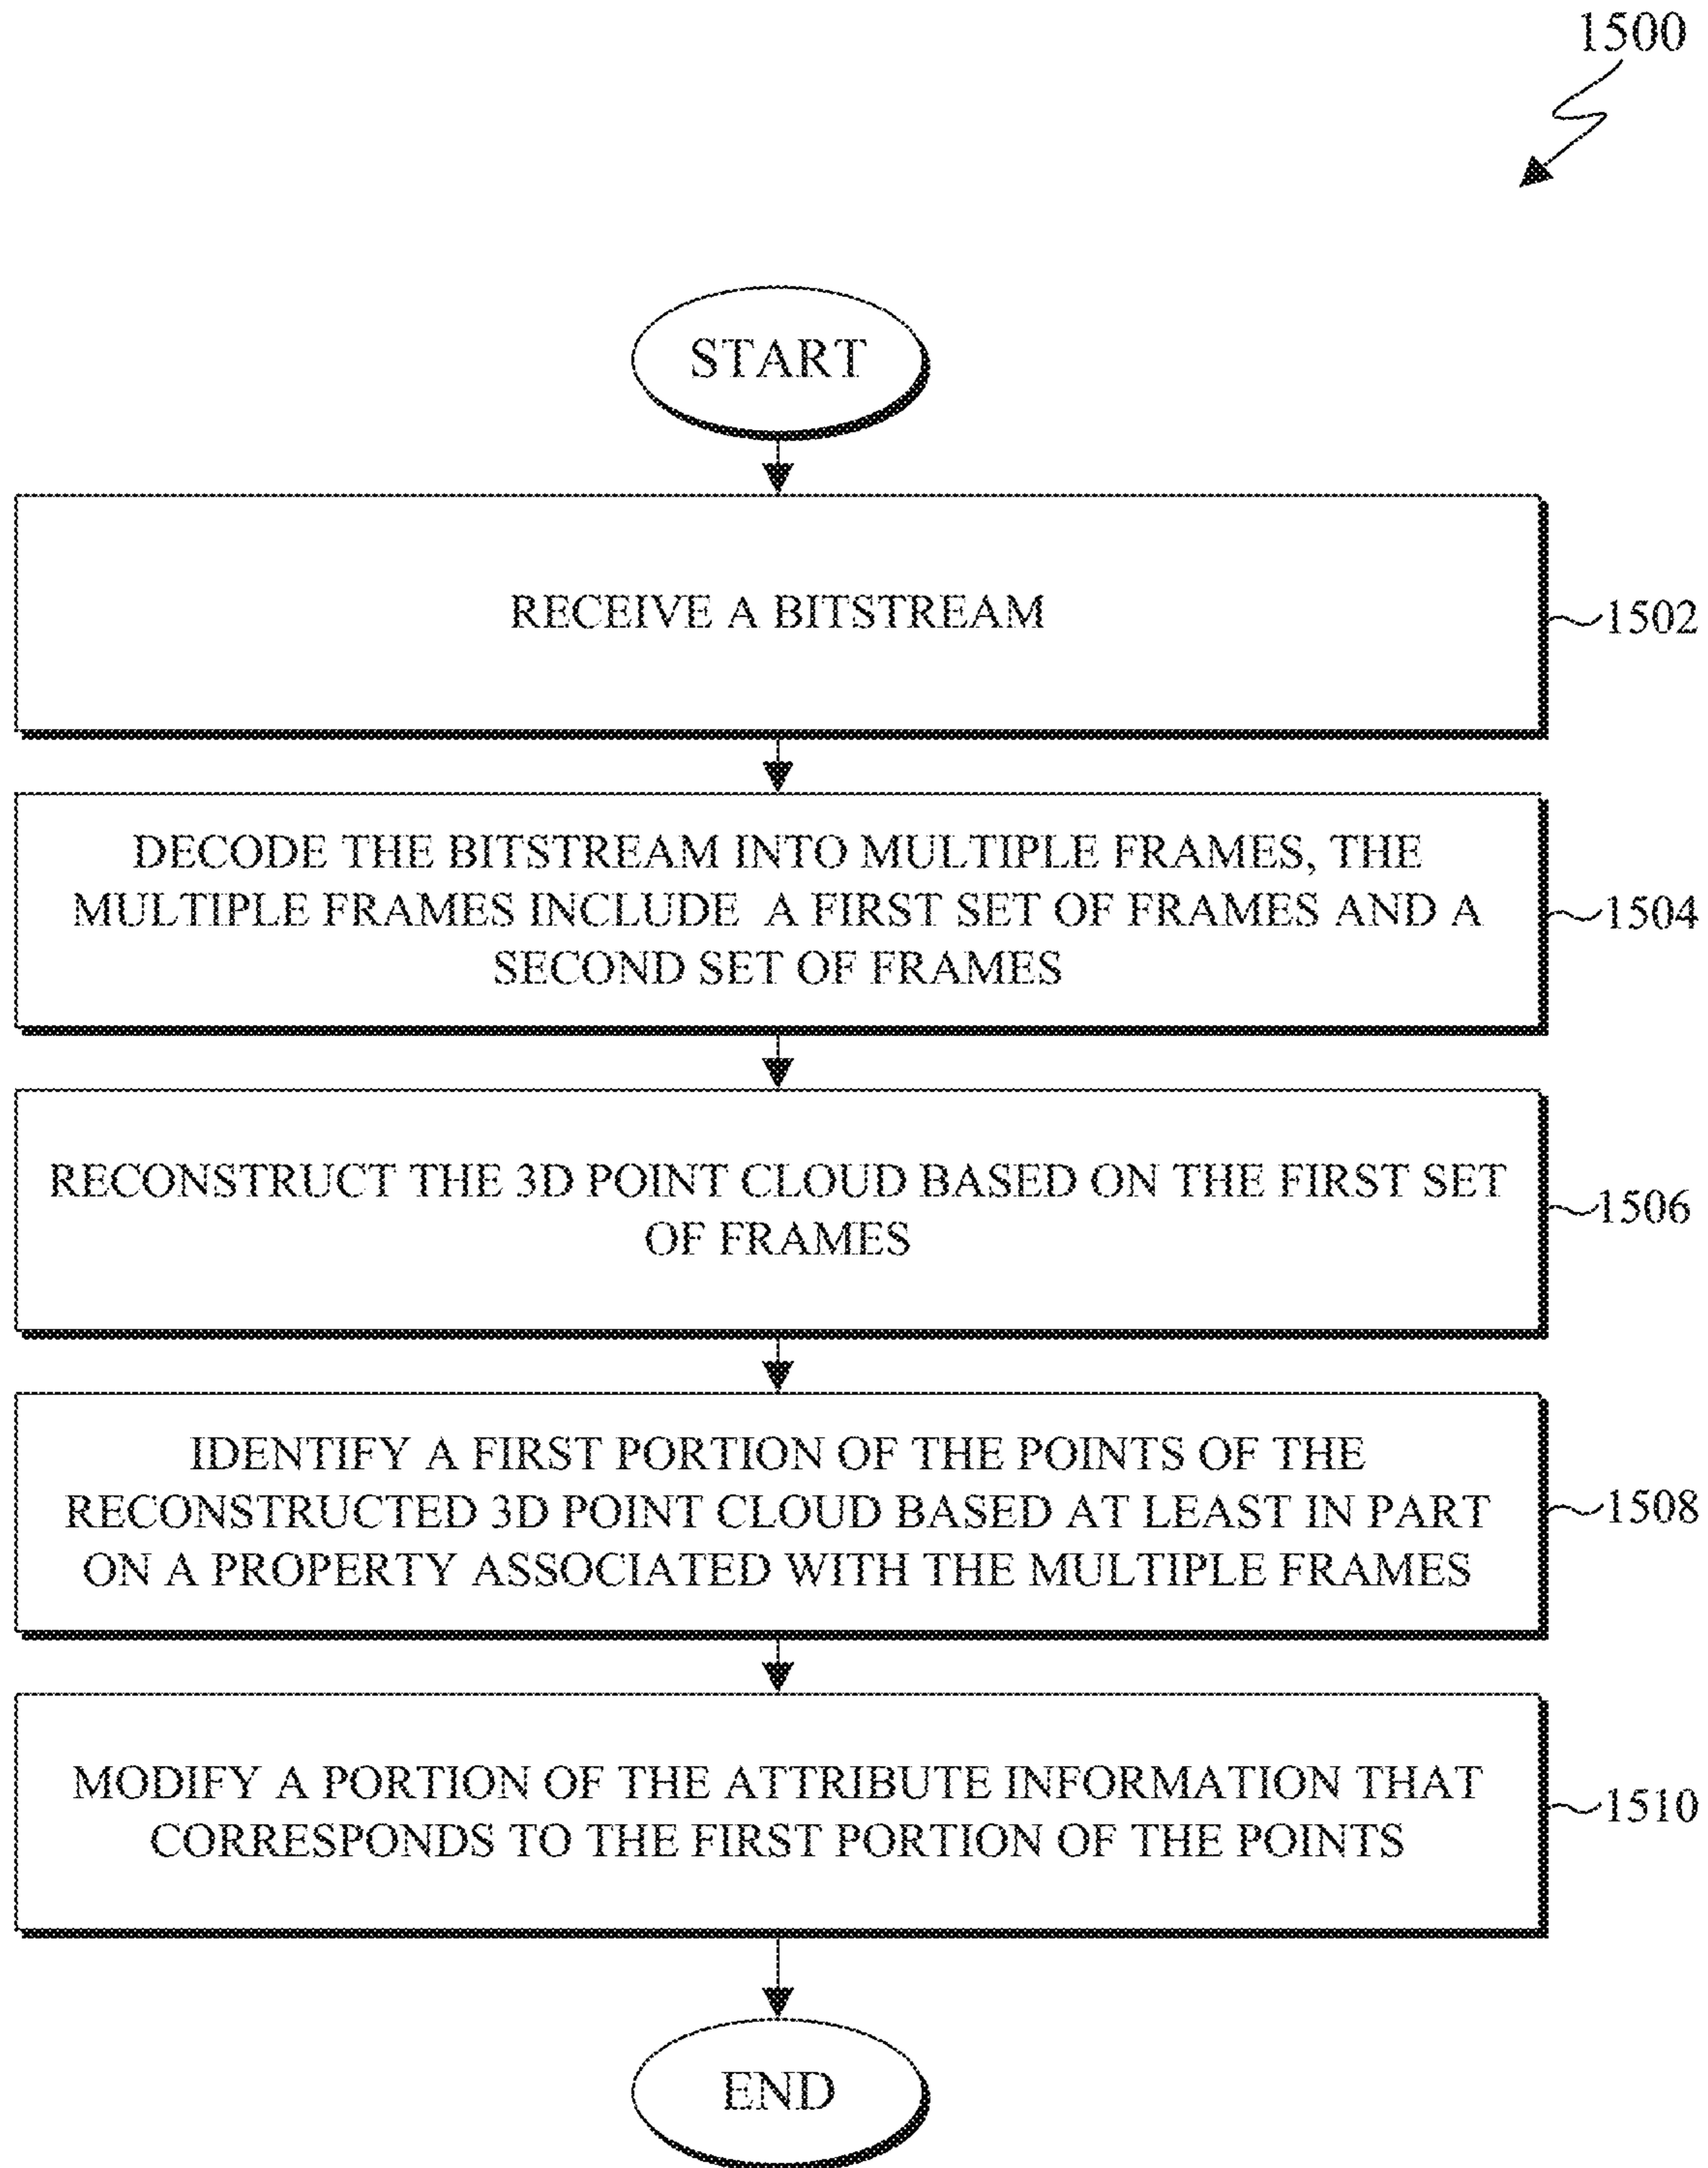 1500
START
RECEIVE A BITSTREAM
1502
DECODE THE BITSTREAM INTO MULTIPLE FRAMES, THE
MULTIPLE FRAMES INCLUDE A FIRST SET OF FRAMES AND A
SECOND SET OF FRAMES
1504
RECONSTRUCT THE 3D POINT CLOUD BASED ON THE FIRST SET
OF FRAMES
1506
IDENTIFY A FIRST PORTION OF THE POINTS OF THE
RECONSTRUCTED 3D POINT CLOUD BASED AT LEAST IN PART
ON A PROPERTY ASSOCIATED WITH THE MULTIPLE FRAMES
1508
MODIFY A PORTION OF THE ATTRIBUTE INFORMATION THAT
CORRESPONDS TO THE FIRST PORTION OF THE POINTS
1510
END